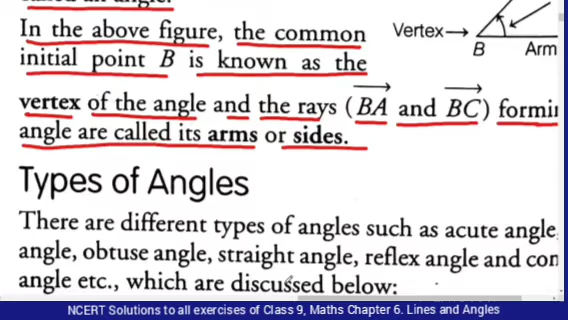 called an angle.
In the above figure, the common
initial point B is known as the
vertex of the angle and the rays (BA and BC) formi
angle are called its arms or sides.
Vertex→
B Arm
Types of Angles
There are different types of angles such as acute angle,
angle, obtuse angle, straight angle, reflex angle and con
angle etc., which are discussed below:
NCERT Solutions to all exercises of Class 9, Maths Chapter 6. Lines and Angles